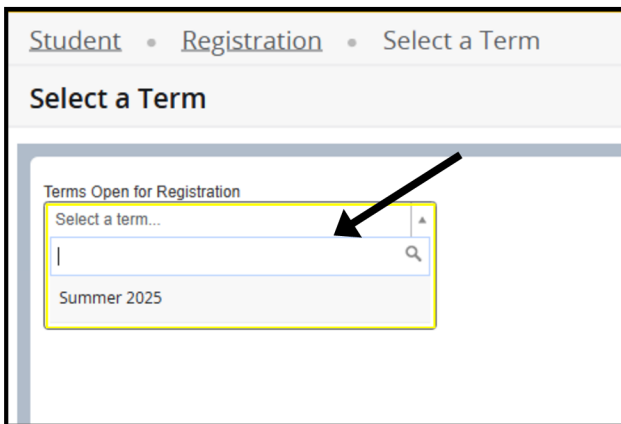 Student • Registration • Select a Term
Select a Term
Terms Open for Registration
Select a term...
Summer 2025